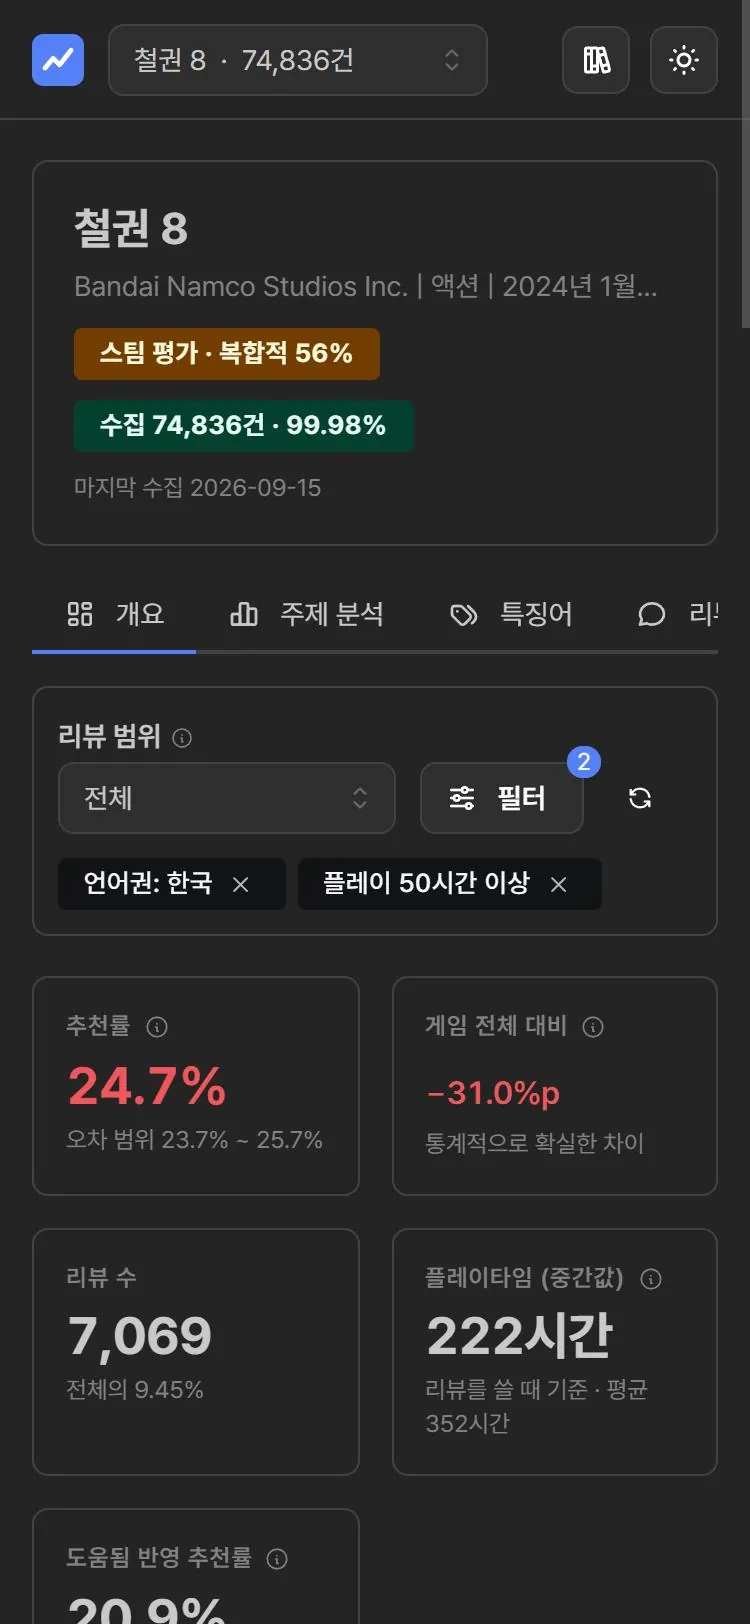 철권 8 · 74,836건
철권 8
Bandai Namco Studios Inc. | 액션 | 2024년 1월...
스팀 평가 · 복합적 56%
수집 74,836건 · 99.98%
마지막 수집 2026-09-15
개요 주제 분석 특징어 리뷰
리뷰 범위
전체 필터 2
언어권: 한국 × 플레이 50시간 이상 ×
추천률
24.7%
오차 범위 23.7% ~ 25.7%
게임 전체 대비
−31.0%p
통계적으로 확실한 차이
리뷰 수
7,069
전체의 9.45%
플레이타임 (중간값)
222시간
리뷰를 쓸 때 기준 · 평균
352시간
도움됨 반영 추천률
20.9%